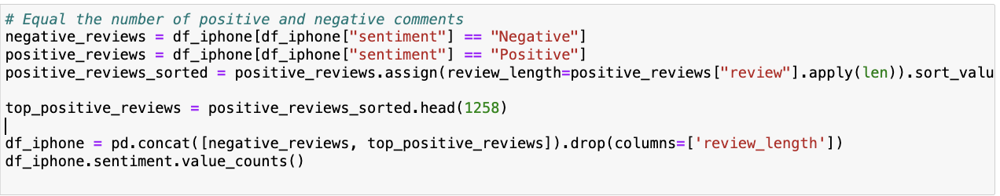 # Equal the number of positive and negative comments
negative_reviews = df_iphone[df_iphone["sentiment"] == "Negative"]
positive_reviews = df_iphone[df_iphone["sentiment"] == "Positive"]
positive_reviews_sorted = positive_reviews.assign(review_length=positive_reviews["review"].apply(len)).sort_valu
top_positive_reviews = positive_reviews_sorted.head(1258)
df_iphone = pd.concat([negative_reviews, top_positive_reviews]).drop(columns=['review_length'])
df_iphone.sentiment.value_counts()